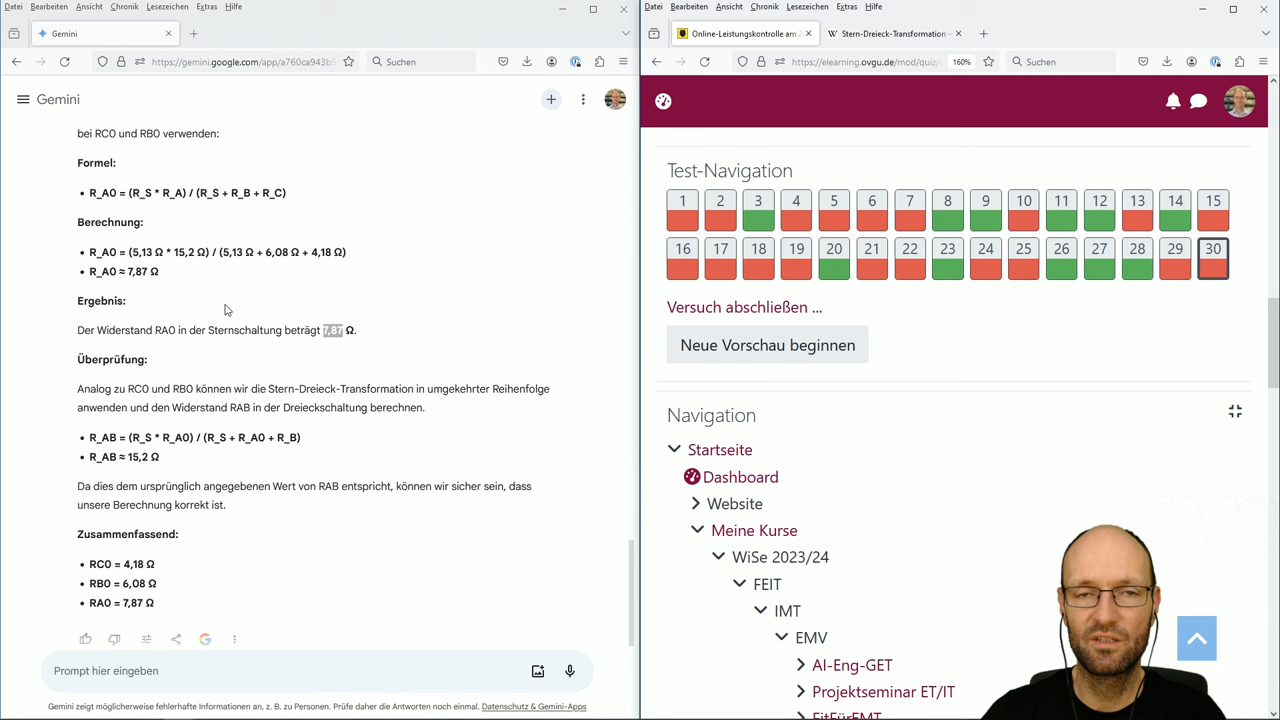 Datei Bearbeiten Ansicht Chronik Lesezeichen Extras Hilfe
Gemini
https://gemini.google.com/app/a760ca943b5
Suchen
Gemini
bei RC0 und RB0 verwenden:
Formel:
• R_A0 = (R_S * R_A) / (R_S + R_B + R_C)
Berechnung:
• R_A0 = (5,13 Ω * 15,2 Ω) / (5,13 Ω + 6,08 Ω + 4,18 Ω)
• R_A0 ≈ 7,87 Ω
Ergebnis:
Der Widerstand RA0 in der Sternschaltung beträgt 7,87 Ω.
Überprüfung:
Analog zu RC0 und RB0 können wir die Stern-Dreieck-Transformation in umgekehrter Reihenfolge
anwenden und den Widerstand RAB in der Dreieckschaltung berechnen.
• R_AB = (R_S * R_A0) / (R_S + R_A0 + R_B)
• R_AB ≈ 15,2 Ω
Da dies dem ursprünglich angegebenen Wert von RAB entspricht, können wir sicher sein, dass
unsere Berechnung korrekt ist.
Zusammenfassend:
• RC0 = 4,18 Ω
• RB0 = 6,08 Ω
• RA0 = 7,87 Ω
Prompt hier eingeben
Gemini zeigt möglicherweise fehlerhafte Informationen an, z. B. zu Personen. Prüfe daher die Antworten noch einmal. Datenschutz & Gemini-Apps
Datei Bearbeiten Ansicht Chronik Lesezeichen Extras Hilfe
Online-Leistungskontrolle am 2
W Stern-Dreieck-Transformation –
https://elearning.ovgu.de/mod/quiz/
160%
Suchen
Test-Navigation
1 2 3 4 5 6 7 8 9 10 11 12 13 14 15
16 17 18 19 20 21 22 23 24 25 26 27 28 29 30
Versuch abschließen ...
Neue Vorschau beginnen
Navigation
Startseite
Dashboard
Website
Meine Kurse
WiSe 2023/24
FEIT
IMT
EMV
AI-Eng-GET
Projektseminar ET/IT
FitFürEMT